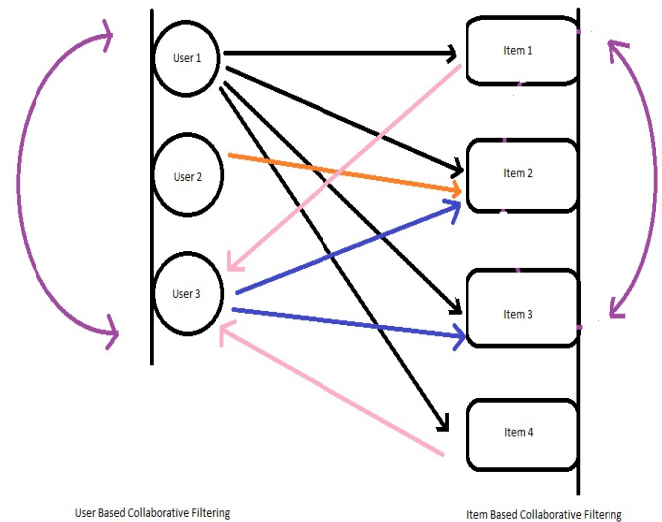 User 1
Item 1
User 2
Item 2
User 3
Item 3
Item 4
User Based Collaborative Filtering
Item Based Collaborative Filtering